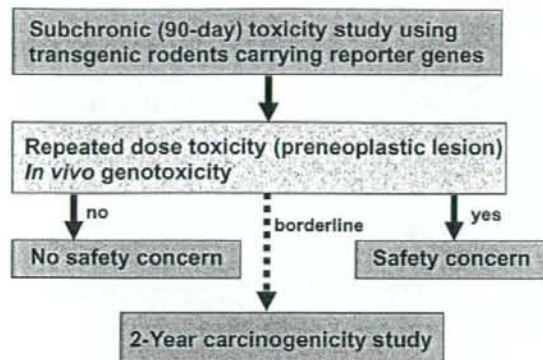 Subchronic (90-day) toxicity study using
transgenic rodents carrying reporter genes
Repeated dose toxicity (preneoplastic lesion)
In vivo genotoxicity
no
borderline
yes
No safety concern
Safety concern
2-Year carcinogenicity study